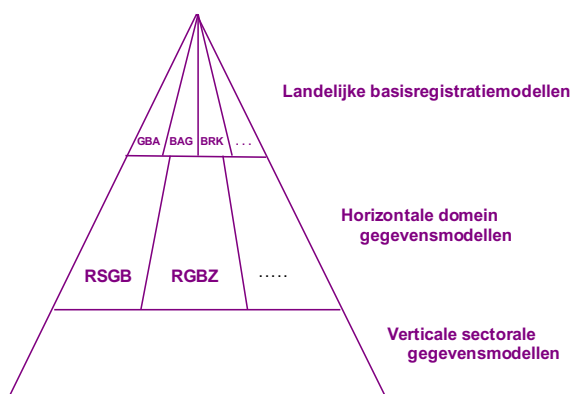 Landelijke basisregistratiemodellen
GBA BAG BRK ...
Horizontale domein
gegevensmodellen
RSGB RGBZ .....
Verticale sectorale
gegevensmodellen